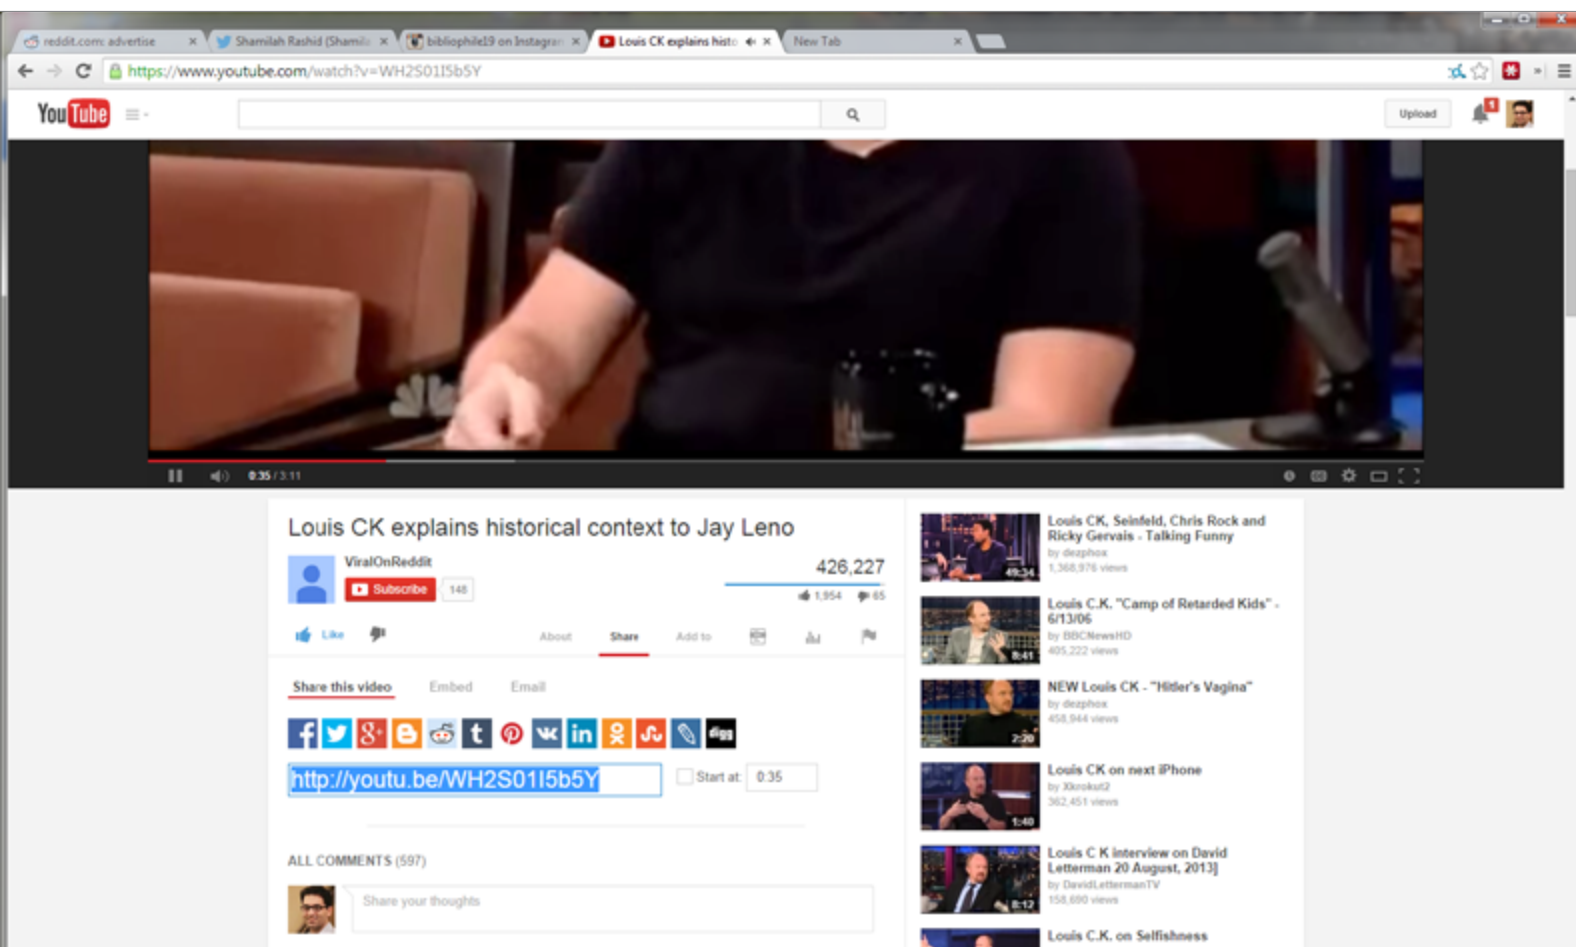 reddit.com: advertise
Shamilah Rashid (Shamila
bibliophile19 on Instagram
Louis CK explains histo
New Tab
https://www.youtube.com/watch?v=WH2S01I5b5Y
YouTube
Upload
1
0:35 / 3:11
Louis CK explains historical context to Jay Leno
ViralOnReddit
Subscribe
148
426,227
1,954
65
Like
About
Share
Add to
Share this video
Embed
Email
digg
http://youtu.be/WH2S01I5b5Y
Start at:
0:35
ALL COMMENTS (597)
Share your thoughts
49:34
Louis CK, Seinfeld, Chris Rock and
Ricky Gervais - Talking Funny
by dezphox
1,368,976 views
8:41
Louis C.K. "Camp of Retarded Kids" -
6/13/06
by BBCNewsHD
405,222 views
2:20
NEW Louis CK - "Hitler's Vagina"
by dezphox
458,944 views
1:40
Louis CK on next iPhone
by Xkrokut2
362,451 views
8:12
Louis C K interview on David
Letterman 20 August, 2013]
by DavidLettermanTV
158,690 views
Louis C.K. on Selfishness